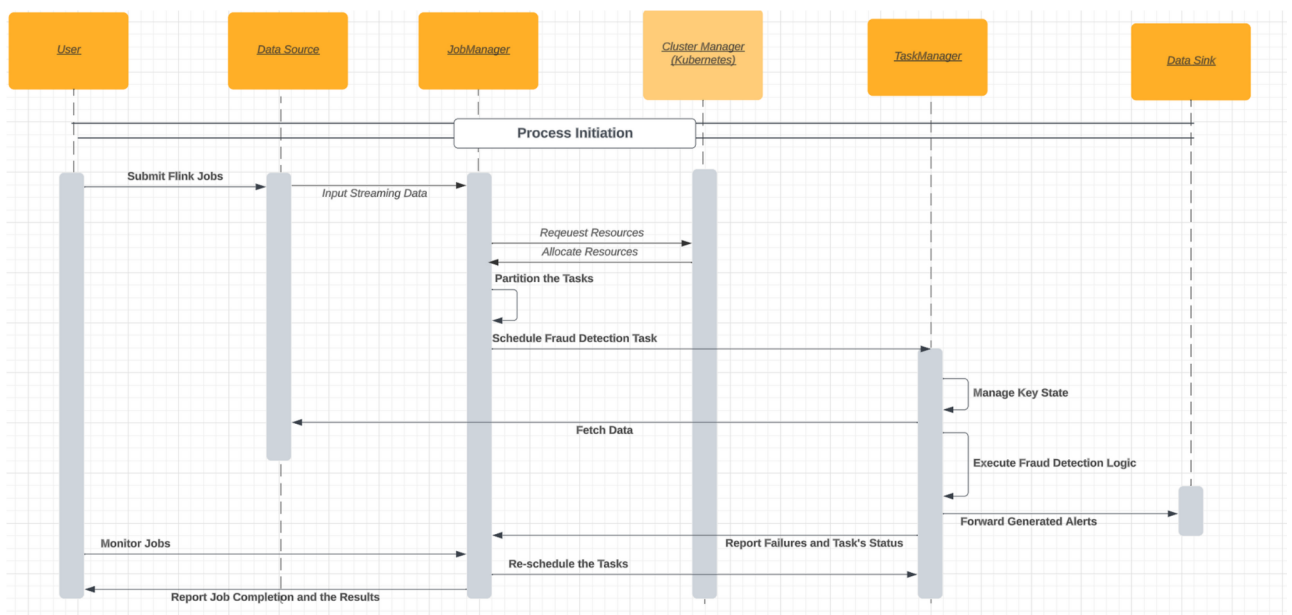 User
Data Source
JobManager
Cluster Manager
(Kubernetes)
TaskManager
Data Sink
Process Initiation
Submit Flink Jobs
Input Streaming Data
Reqeuest Resources
Allocate Resources
Partition the Tasks
Schedule Fraud Detection Task
Manage Key State
Fetch Data
Execute Fraud Detection Logic
Forward Generated Alerts
Monitor Jobs
Report Failures and Task's Status
Re-schedule the Tasks
Report Job Completion and the Results